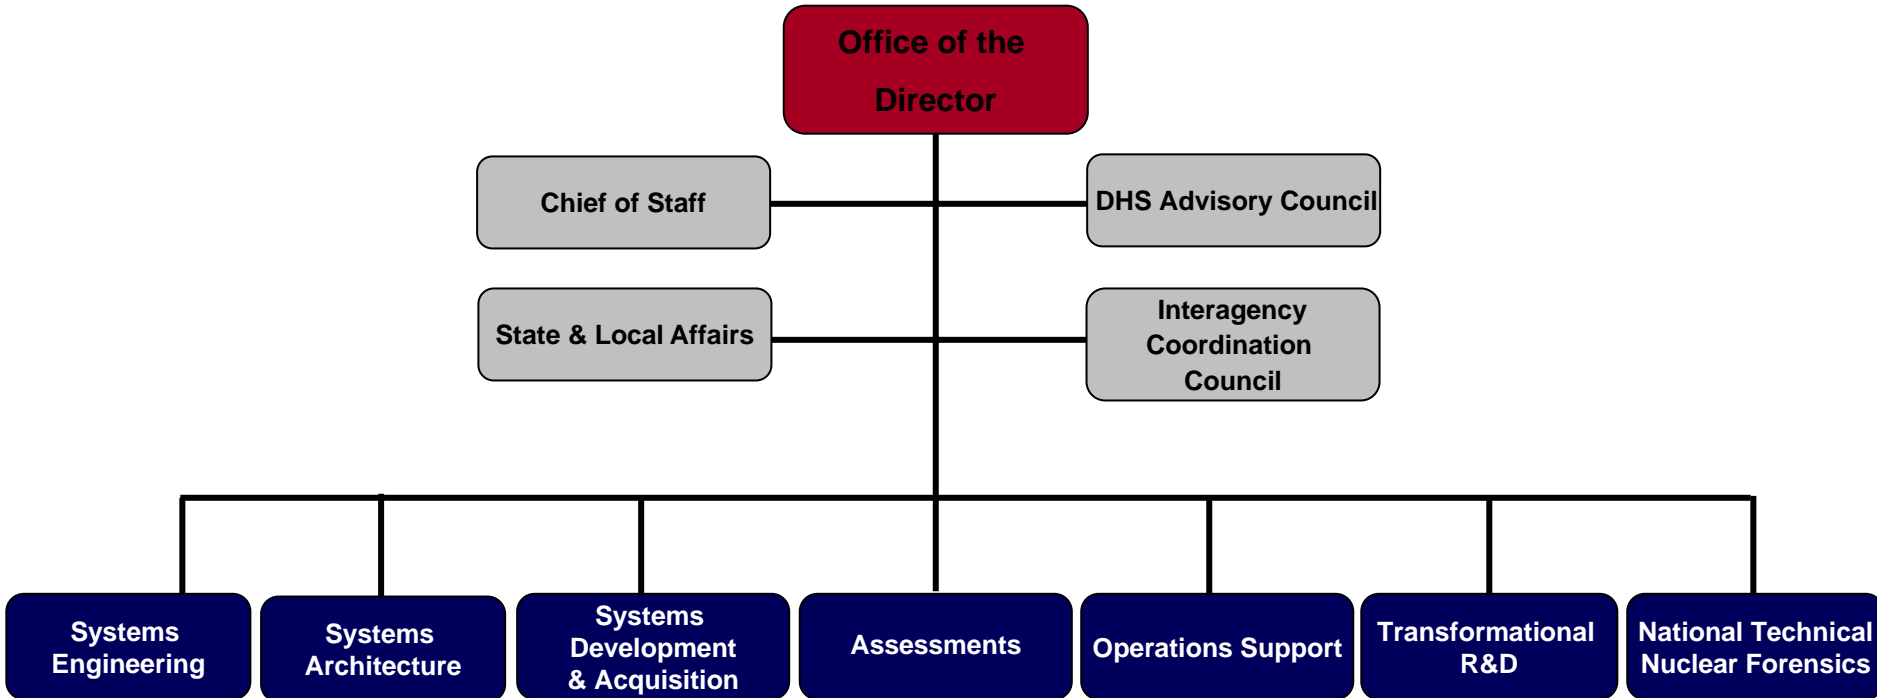 Office of the
Director
Chief of Staff
DHS Advisory Council
State & Local Affairs
Interagency
Coordination
Council
Systems
Engineering
Systems
Architecture
Systems
Development
& Acquisition
Assessments
Operations Support
Transformational
R&D
National Technical
Nuclear Forensics